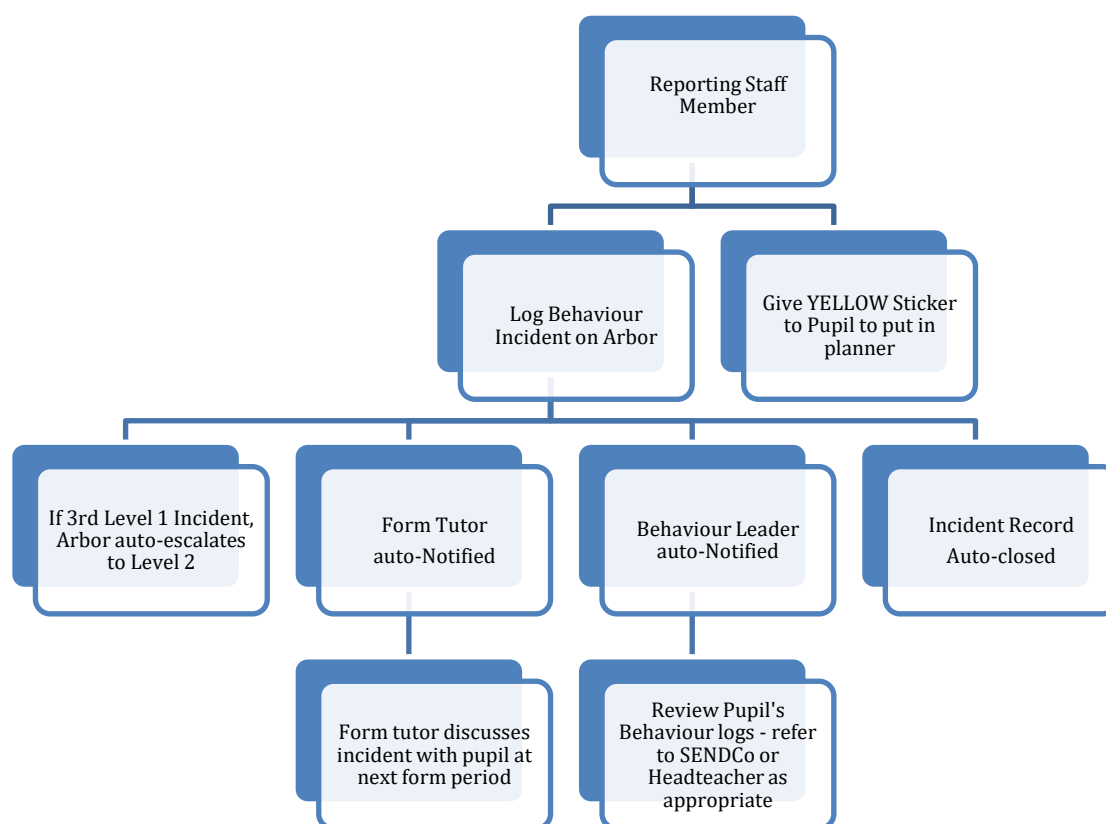 Reporting Staff
Member
Log Behaviour
Incident on Arbor
Give YELLOW Sticker
to Pupil to put in
planner
If 3rd Level 1 Incident,
Arbor auto-escalates
to Level 2
Form Tutor
auto-Notified
Behaviour Leader
auto-Notified
Incident Record
Auto-closed
Form tutor discusses
incident with pupil at
next form period
Review Pupil's
Behaviour logs - refer
to SENDCo or
Headteacher as
appropriate